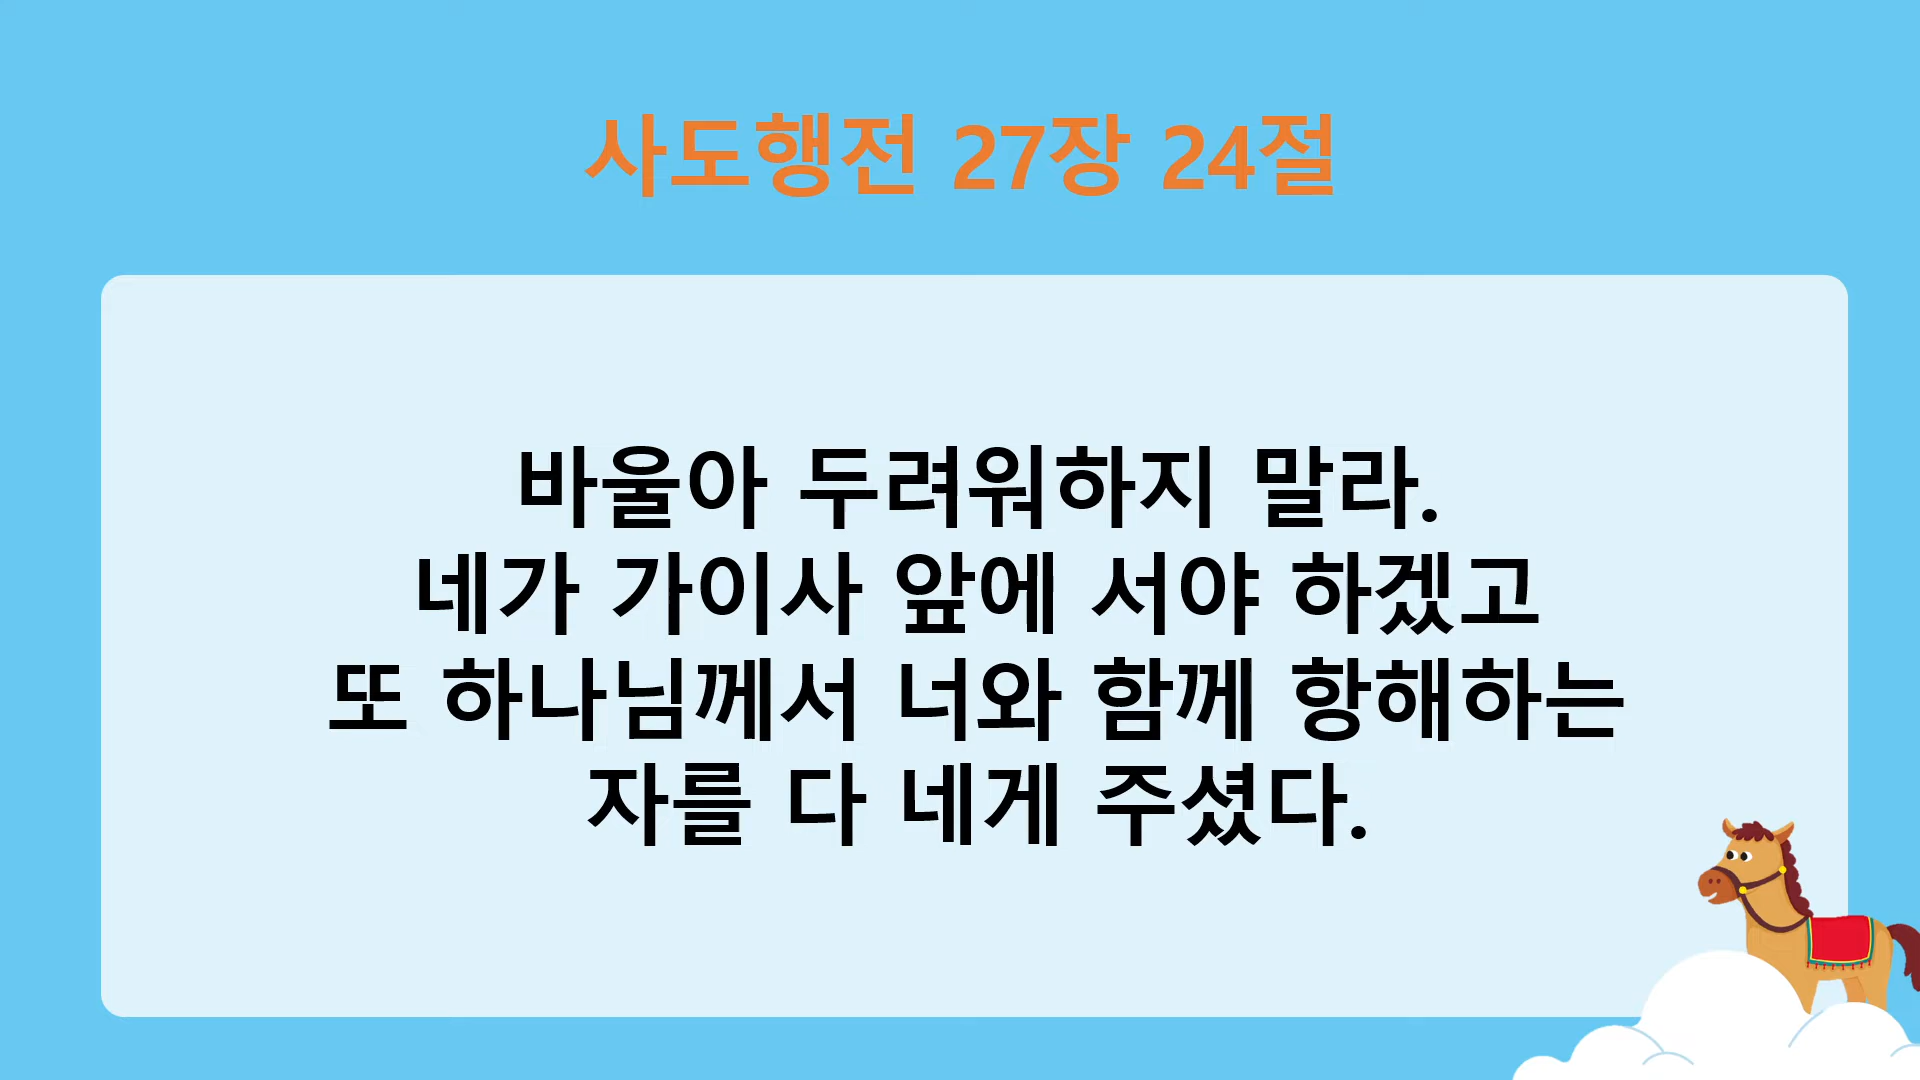 사도행전 27장 24절
바울아 두려워하지 말라.
네가 가이사 앞에 서야 하겠고
또 하나님께서 너와 함께 항해하는
자를 다 네게 주셨다.